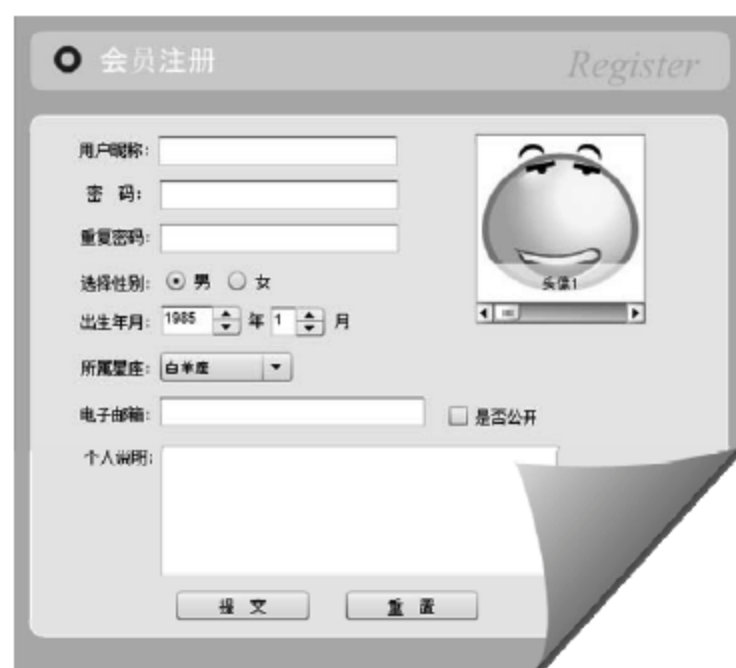 会员注册 Register
用户昵称:
密 码:
重复密码:
选择性别: 男 女
头像1
出生年月: 1985 年 1 月
所属星座: 白羊座
电子邮箱: 是否公开
个人说明:
提 交 重 置